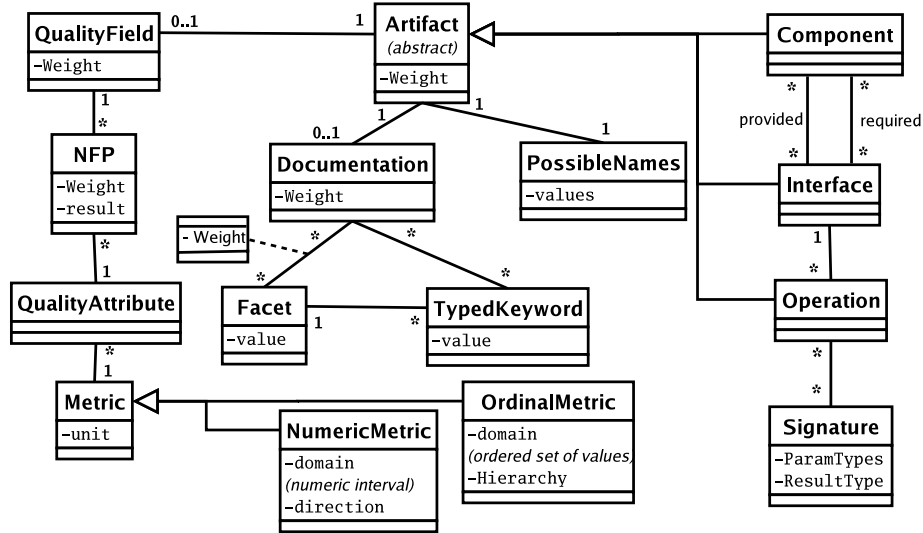 QualityField
-Weight
0..1
1
Artifact
(abstract)
-Weight
Component
1
*
1
1
*
*
provided
required
*
*
0..1
1
NFP
-Weight
-result
Documentation
-Weight
PossibleNames
-values
Interface
*
1
- Weight
*
*
*
*
1
*
QualityAttribute
Facet
-value
1
*
TypedKeyword
-value
Operation
*
1
*
*
Metric
-unit
NumericMetric
-domain
(numeric interval)
-direction
OrdinalMetric
-domain
(ordered set of values)
-Hierarchy
Signature
-ParamTypes
-ResultType